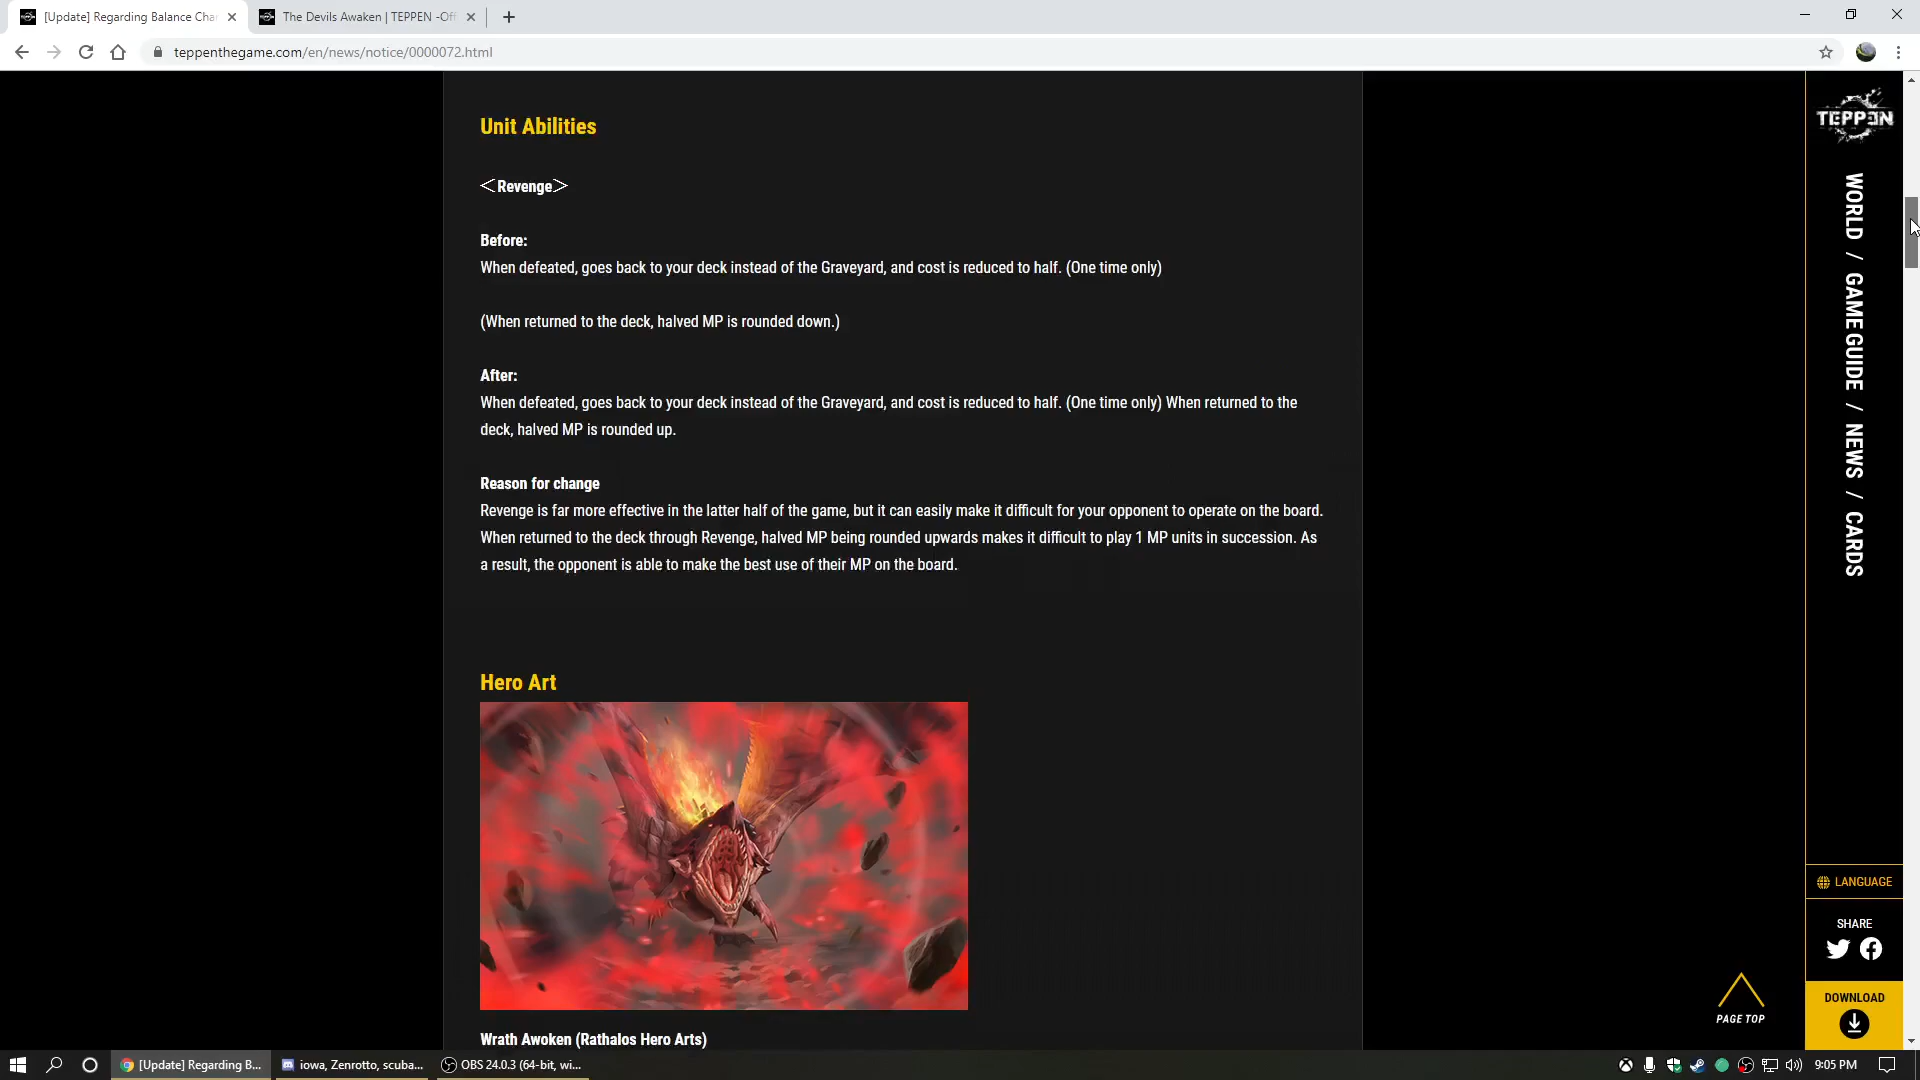 [Update] Regarding Balance Cha
The Devils Awaken | TEPPEN -Off
teppenthegame.com/en/news/notice/0000072.html
Unit Abilities
＜Revenge＞
Before:
When defeated, goes back to your deck instead of the Graveyard, and cost is reduced to half. (One time only)
(When returned to the deck, halved MP is rounded down.)
After:
When defeated, goes back to your deck instead of the Graveyard, and cost is reduced to half. (One time only) When returned to the
deck, halved MP is rounded up.
Reason for change
Revenge is far more effective in the latter half of the game, but it can easily make it difficult for your opponent to operate on the board.
When returned to the deck through Revenge, halved MP being rounded upwards makes it difficult to play 1 MP units in succession. As
a result, the opponent is able to make the best use of their MP on the board.
Hero Art
Wrath Awoken (Rathalos Hero Arts)
TEPPEN
WORLD / GAME GUIDE / NEWS / CARDS
LANGUAGE
SHARE
DOWNLOAD
PAGE TOP
[Update] Regarding B...
iowa, Zenrotto, scuba...
OBS 24.0.3 (64-bit, wi...
9:05 PM